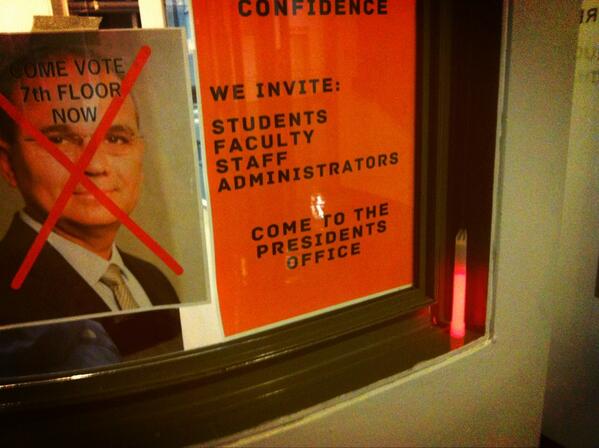 COME VOTE
7th FLOOR
NOW
CONFIDENCE
WE INVITE:
STUDENTS
FACULTY
STAFF
ADMINISTRATORS
COME TO THE
PRESIDENTS
OFFICE